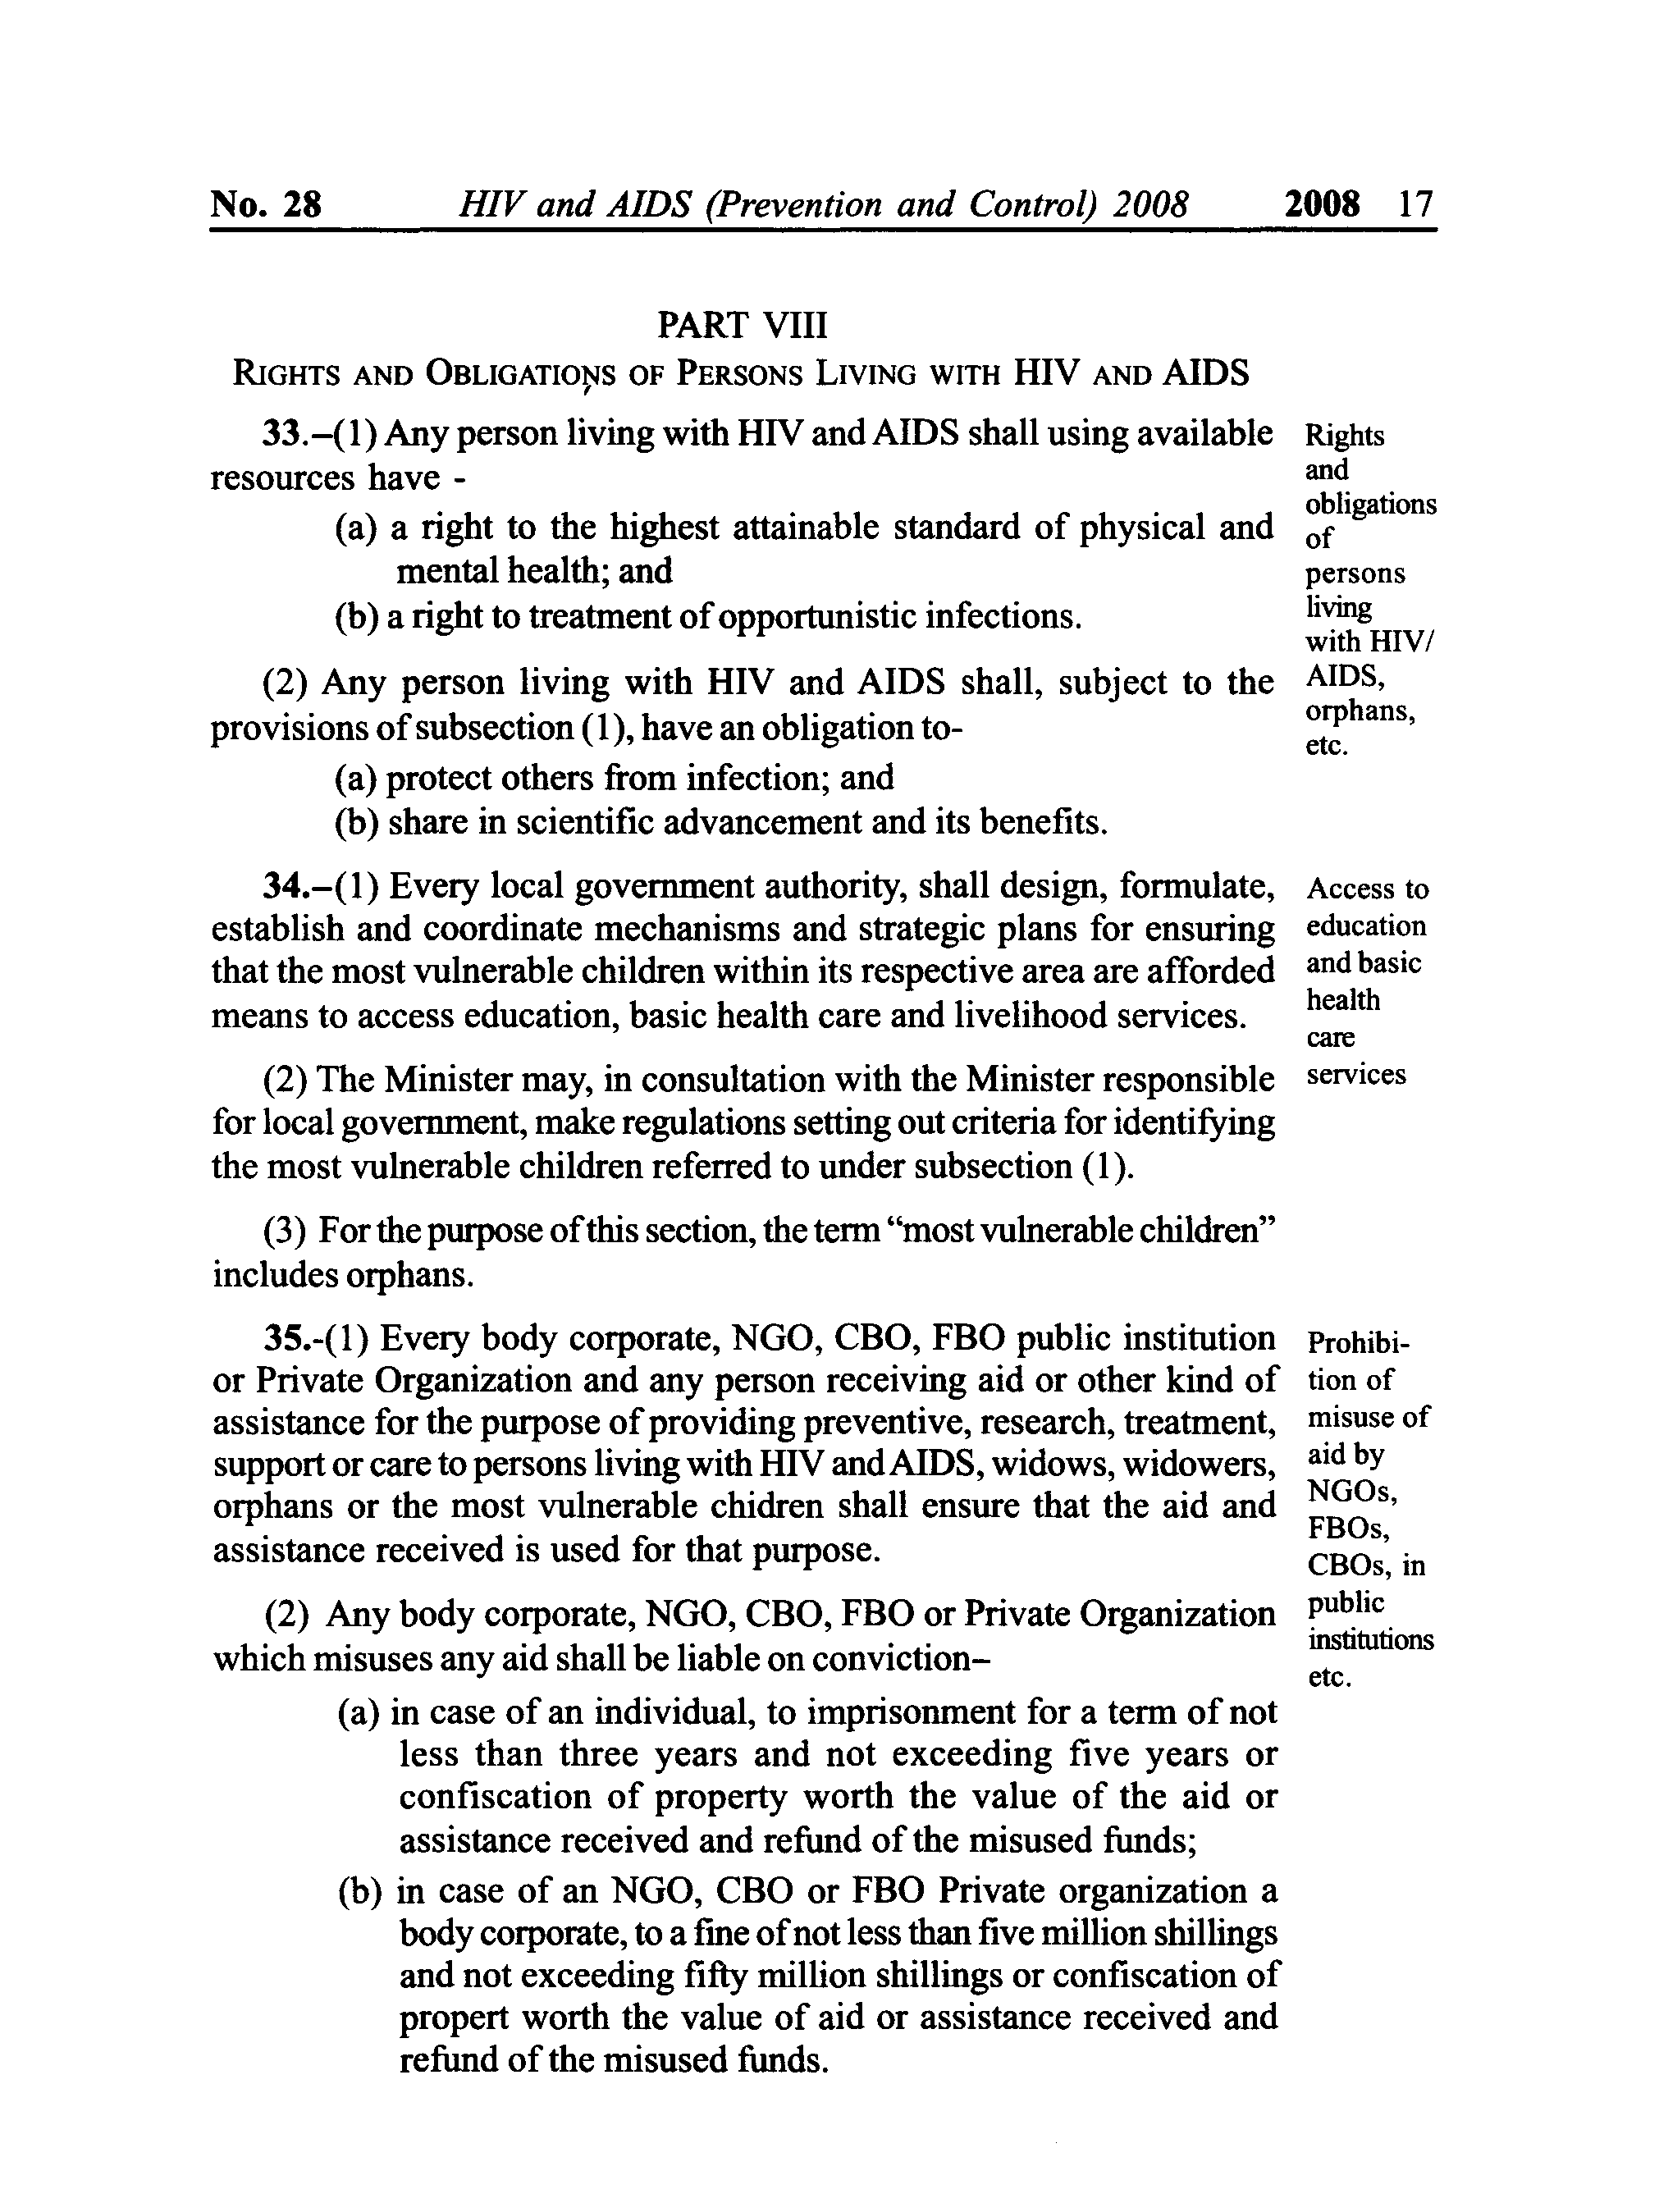 No. 28 HIV and AIDS (Prevention and Control) 2008 2008 17
PART VIII
RIGHTS AND OBLIGATIONS OF PERSONS LIVING WITH HIV AND AIDS
33.–(1) Any person living with HIV and AIDS shall using available
resources have -
(a) a right to the highest attainable standard of physical and
mental health; and
(b) a right to treatment of opportunistic infections.
(2) Any person living with HIV and AIDS shall, subject to the
provisions of subsection (1), have an obligation to-
(a) protect others from infection; and
(b) share in scientific advancement and its benefits.
Rights
and
obligations
of
persons
living
with HIV/
AIDS,
orphans,
etc.
34.–(1) Every local government authority, shall design, formulate,
establish and coordinate mechanisms and strategic plans for ensuring
that the most vulnerable children within its respective area are afforded
means to access education, basic health care and livelihood services.
(2) The Minister may, in consultation with the Minister responsible
for local government, make regulations setting out criteria for identifying
the most vulnerable children referred to under subsection (1).
(3) For the purpose of this section, the term “most vulnerable children”
includes orphans.
Access to
education
and basic
health
care
services
35.-(1) Every body corporate, NGO, CBO, FBO public institution
or Private Organization and any person receiving aid or other kind of
assistance for the purpose of providing preventive, research, treatment,
support or care to persons living with HIV and AIDS, widows, widowers,
orphans or the most vulnerable chidren shall ensure that the aid and
assistance received is used for that purpose.
(2) Any body corporate, NGO, CBO, FBO or Private Organization
which misuses any aid shall be liable on conviction–
(a) in case of an individual, to imprisonment for a term of not
less than three years and not exceeding five years or
confiscation of property worth the value of the aid or
assistance received and refund of the misused funds;
(b) in case of an NGO, CBO or FBO Private organization a
body corporate, to a fine of not less than five million shillings
and not exceeding fifty million shillings or confiscation of
propert worth the value of aid or assistance received and
refund of the misused funds.
Prohibi-
tion of
misuse of
aid by
NGOs,
FBOs,
CBOs, in
public
institutions
etc.